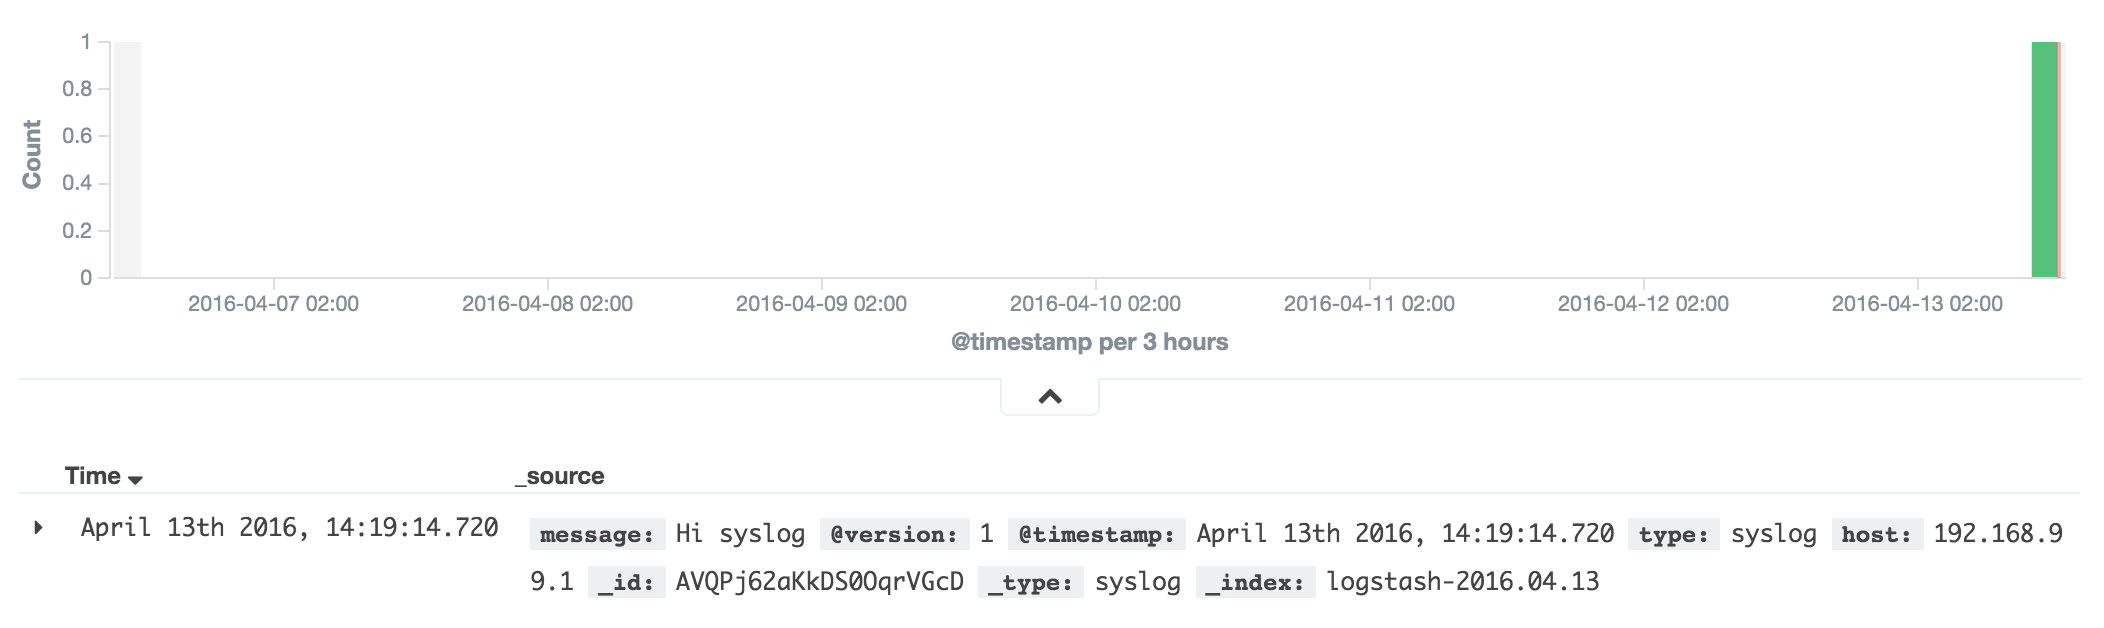 1
0.8
0.6
0.4
0.2
0
Count
2016-04-07 02:00 2016-04-08 02:00 2016-04-09 02:00 2016-04-10 02:00 2016-04-11 02:00 2016-04-12 02:00 2016-04-13 02:00
@timestamp per 3 hours
Time _source
April 13th 2016, 14:19:14.720 message: Hi syslog @version: 1 @timestamp: April 13th 2016, 14:19:14.720 type: syslog host: 192.168.9
9.1 _id: AVQPj62aKkDS0OqrVGcD _type: syslog _index: logstash-2016.04.13